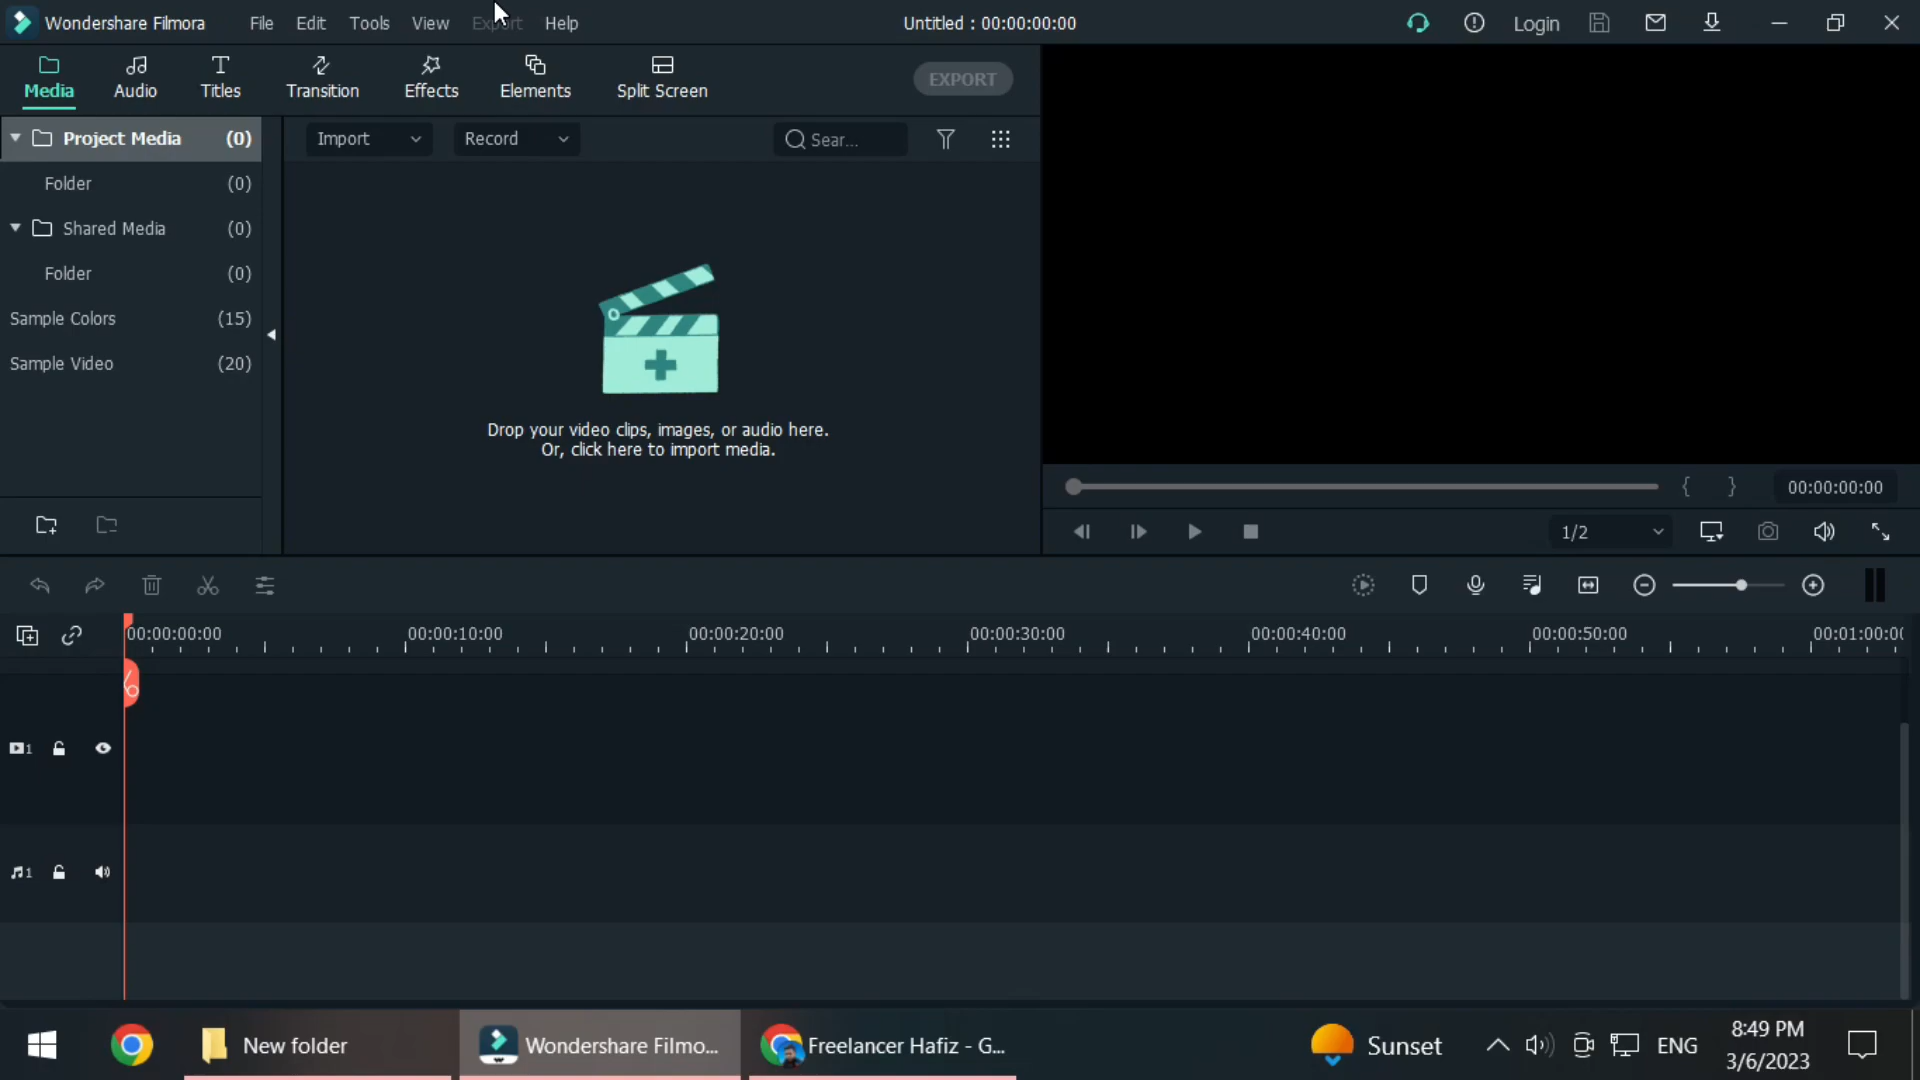 Wondershare Filmora
File
Edit
Tools
View
Export
Help
Untitled : 00:00:00:00
Login
Media
Audio
Titles
Transition
Effects
Elements
Split Screen
EXPORT
Project Media (0)
Folder (0)
Shared Media (0)
Folder (0)
Sample Colors (15)
Sample Video (20)
Import
Record
Sear...
Drop your video clips, images, or audio here.
Or, click here to import media.
{ } 00:00:00:00
1/2
00:00:00:00 00:00:10:00 00:00:20:00 00:00:30:00 00:00:40:00 00:00:50:00 00:01:00:0
1
1
New folder
Wondershare Filmo...
Freelancer Hafiz - G...
Sunset
ENG
8:49 PM
3/6/2023